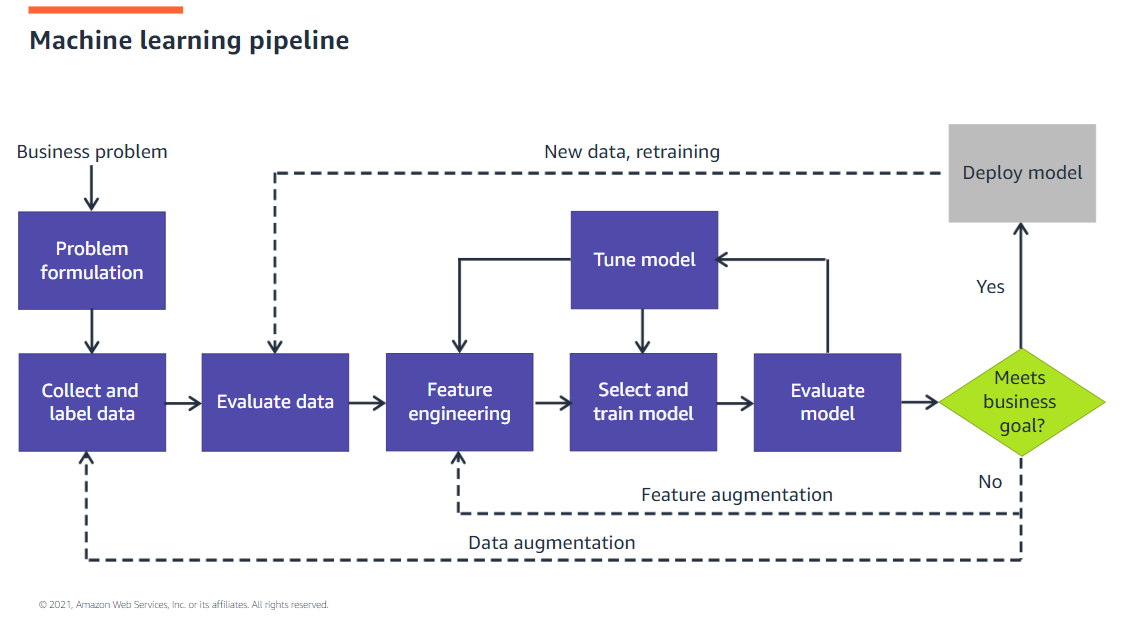 Machine learning pipeline
Business problem
New data, retraining
Deploy model
Problem
formulation
Tune model
Yes
Collect and
label data
Evaluate data
Feature
engineering
Select and
train model
Evaluate
model
Meets
business
goal?
No
Feature augmentation
Data augmentation
© 2021, Amazon Web Services, Inc. or its affiliates. All rights reserved.